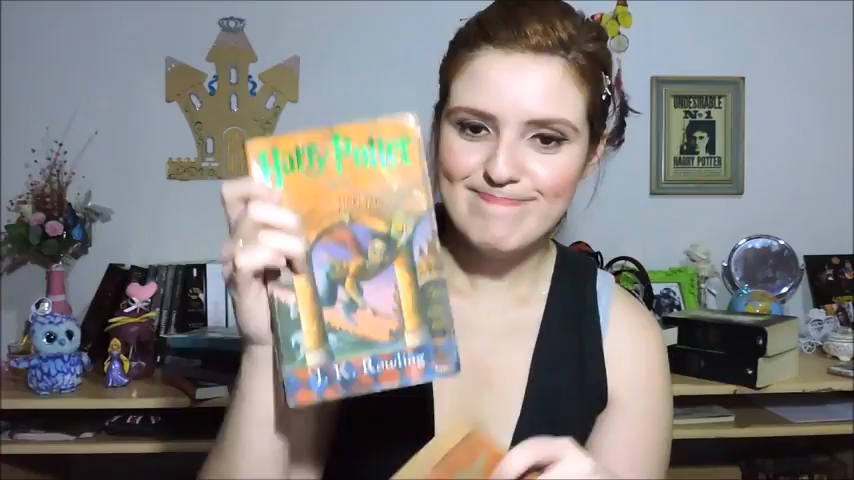 Harry Potter
J. K. Rowling
UNDESIRABLE
Nº1
HARRY POTTER